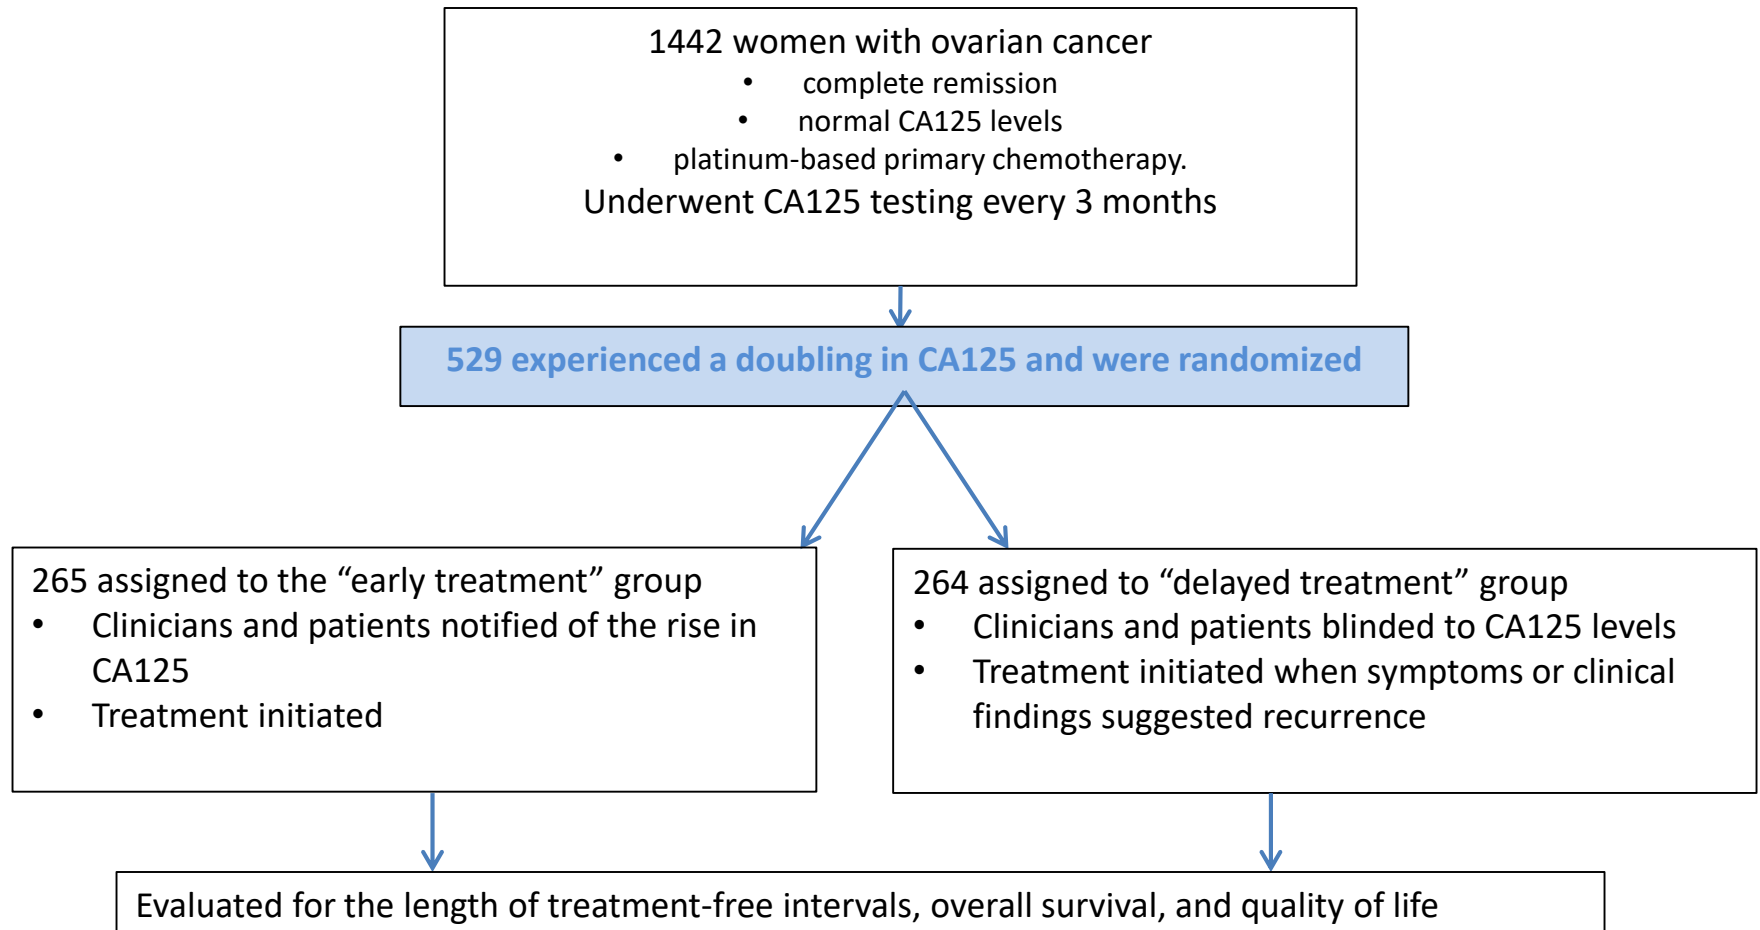 1442 women with ovarian cancer
• complete remission
• normal CA125 levels
• platinum-based primary chemotherapy.
Underwent CA125 testing every 3 months
529 experienced a doubling in CA125 and were randomized
265 assigned to the “early treatment” group
• Clinicians and patients notified of the rise in
CA125
• Treatment initiated
264 assigned to “delayed treatment” group
• Clinicians and patients blinded to CA125 levels
• Treatment initiated when symptoms or clinical
findings suggested recurrence
Evaluated for the length of treatment-free intervals, overall survival, and quality of life